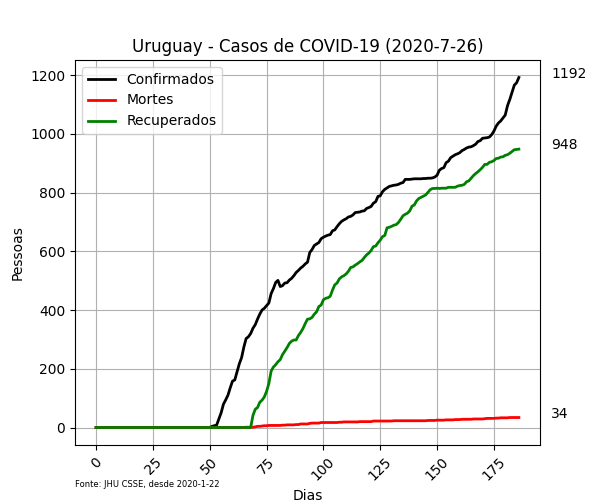 Uruguay - Casos de COVID-19 (2020-7-26)
Confirmados
Mortes
Recuperados
1200
1000
800
600
400
200
0
Pessoas
1192
948
34
0
25
50
75
100
125
150
175
Fonte: JHU CSSE, desde 2020-1-22
Dias